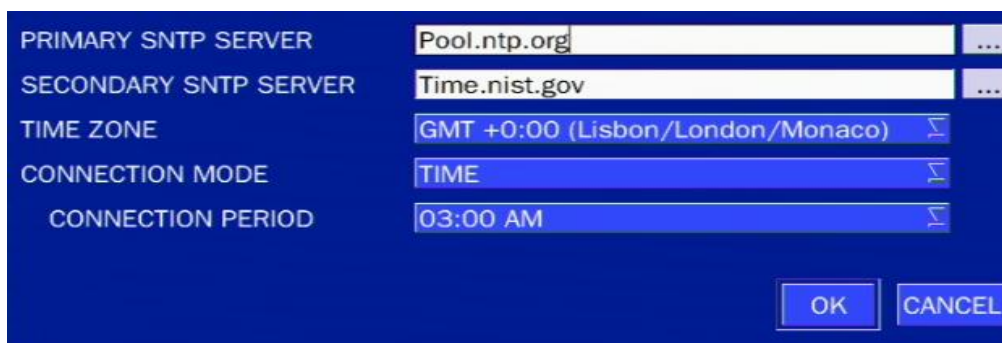 PRIMARY SNTP SERVER Pool.ntp.org ...
SECONDARY SNTP SERVER Time.nist.gov ...
TIME ZONE GMT +0:00 (Lisbon/London/Monaco)
CONNECTION MODE TIME
CONNECTION PERIOD 03:00 AM
OK CANCEL